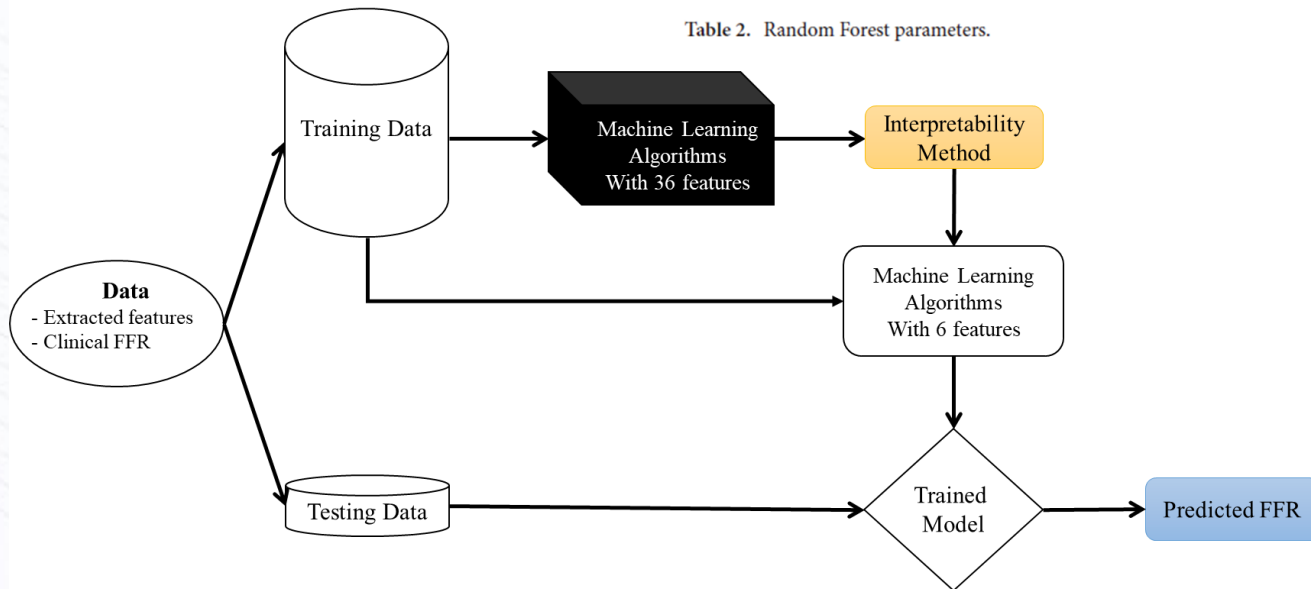 Table 2. Random Forest parameters.
Training Data
Machine Learning
Algorithms
With 36 features
Interpretability
Method
Data
- Extracted features
- Clinical FFR
Machine Learning
Algorithms
With 6 features
Testing Data
Trained
Model
Predicted FFR